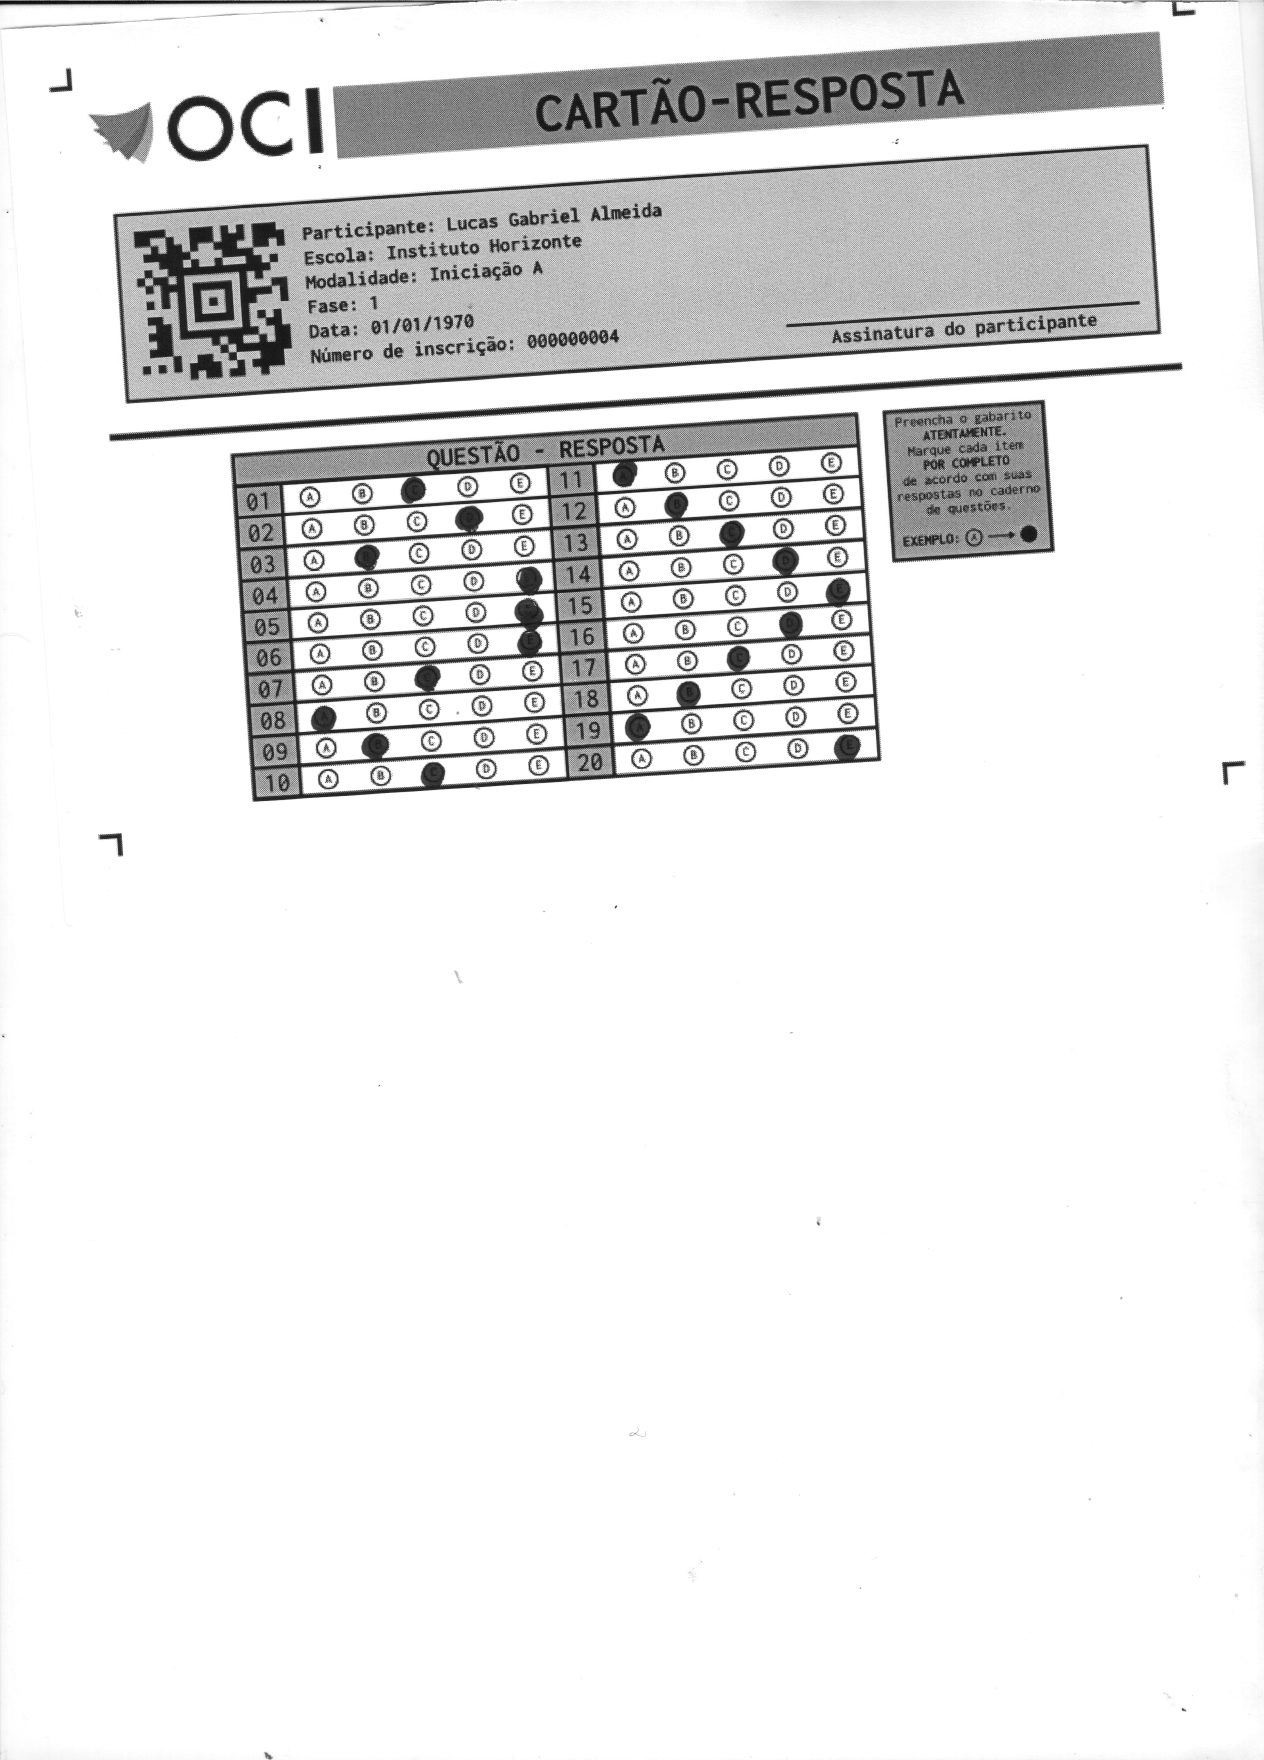 OCI
CARTÃO-RESPOSTA
Participante: Lucas Gabriel Almeida
Escola: Instituto Horizonte
Modalidade: Iniciação A
Fase: 1
Data: 01/01/1970
Número de inscrição: 000000004
Assinatura do participante
QUESTÃO - RESPOSTA
01 A B C D E 11 A B C D E
02 A B C D E 12 A B C D E
03 A B C D E 13 A B C D E
04 A B C D E 14 A B C D E
05 A B C D E 15 A B C D E
06 A B C D E 16 A B C D E
07 A B C D E 17 A B C D E
08 A B C D E 18 A B C D E
09 A B C D E 19 A B C D E
10 A B C D E 20 A B C D E
Preencha o gabarito
ATENTAMENTE.
Marque cada item
POR COMPLETO
de acordo com suas
respostas no caderno
de questões.
EXEMPLO: A